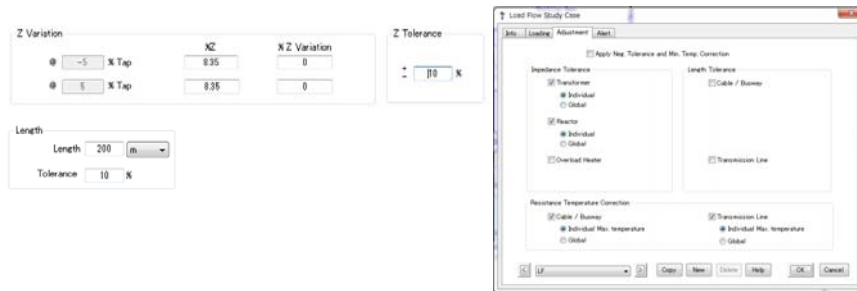 Z Variation
%Z
% Z Variation
@ -5 % Tap 8.35 0
@ 5 % Tap 8.35 0
Z Tolerance
+
- 10 %
Length
Length 200 m
Tolerance 10 %
Load Flow Study Case
Info Loading Adjustment Alert
Apply Neg. Tolerance and Min. Temp. Correction
Impedance Tolerance
Transformer
Individual
Global
Reactor
Individual
Global
Overload Heater
Length Tolerance
Cable / Busway
Transmission Line
Resistance Temperature Correction
Cable / Busway
Individual Max. temperature
Global
Transmission Line
Individual Max. temperature
Global
< LF > Copy New Delete Help OK Cancel